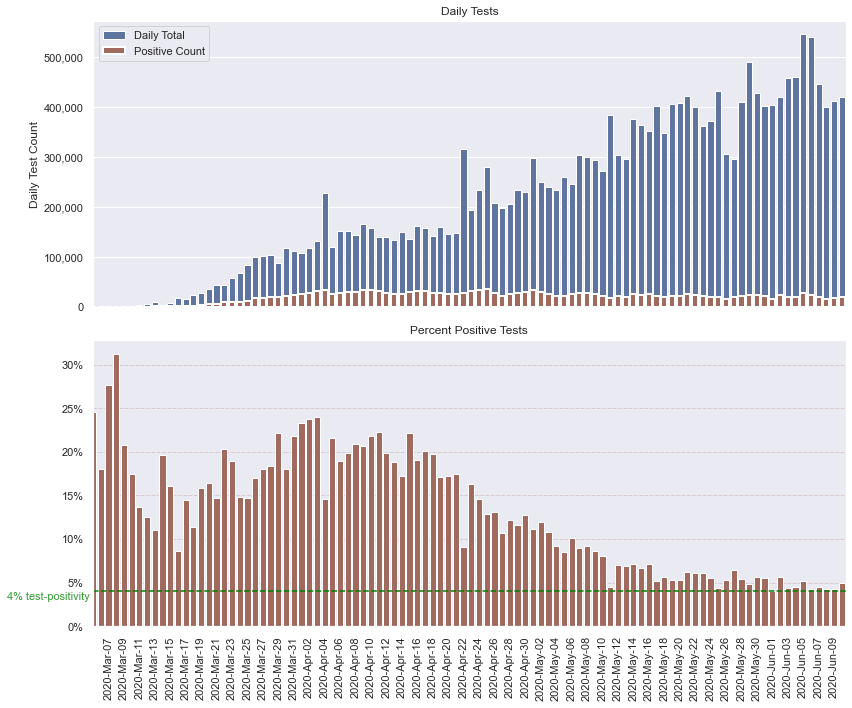 Daily Tests
Daily Total
Positive Count
Daily Test Count
500,000
400,000
300,000
200,000
100,000
0
Percent Positive Tests
30%
25%
20%
15%
10%
5%
4% test-positivity
0%
2020-Mar-07
2020-Mar-09
2020-Mar-11
2020-Mar-13
2020-Mar-15
2020-Mar-17
2020-Mar-19
2020-Mar-21
2020-Mar-23
2020-Mar-25
2020-Mar-27
2020-Mar-29
2020-Mar-31
2020-Apr-02
2020-Apr-04
2020-Apr-06
2020-Apr-08
2020-Apr-10
2020-Apr-12
2020-Apr-14
2020-Apr-16
2020-Apr-18
2020-Apr-20
2020-Apr-22
2020-Apr-24
2020-Apr-26
2020-Apr-28
2020-Apr-30
2020-May-02
2020-May-04
2020-May-06
2020-May-08
2020-May-10
2020-May-12
2020-May-14
2020-May-16
2020-May-18
2020-May-20
2020-May-22
2020-May-24
2020-May-26
2020-May-28
2020-May-30
2020-Jun-01
2020-Jun-03
2020-Jun-05
2020-Jun-07
2020-Jun-09